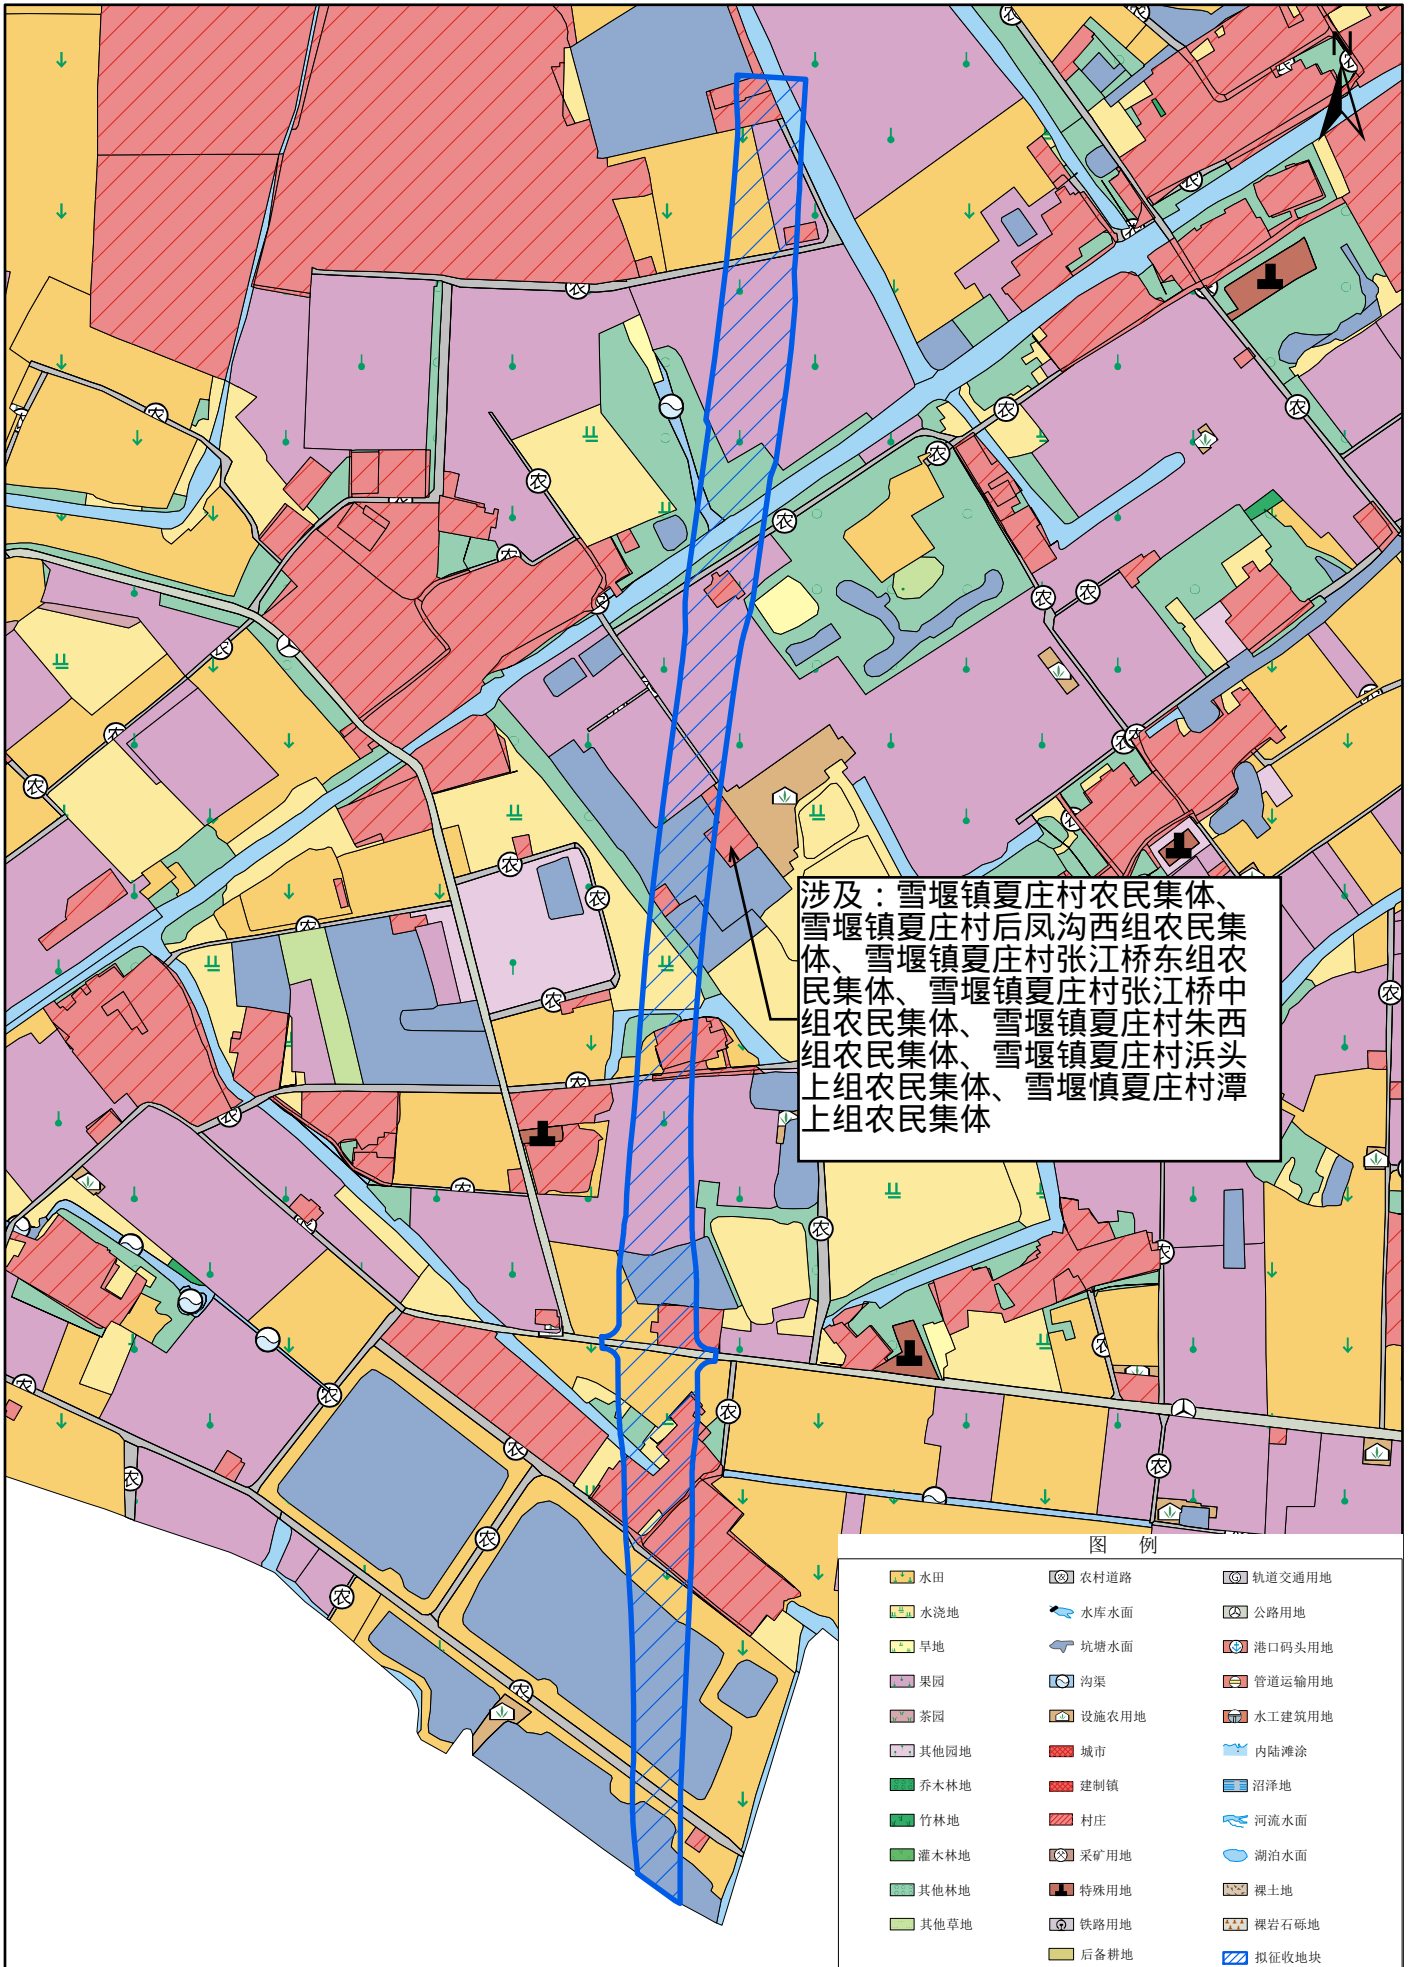 N
涉及：雪堰镇夏庄村农民集体、
雪堰镇夏庄村后凤沟西组农民集
体、雪堰镇夏庄村张江桥东组农
民集体、雪堰镇夏庄村张江桥中
组农民集体、雪堰镇夏庄村朱西
组农民集体、雪堰镇夏庄村浜头
上组农民集体、雪堰慎夏庄村潭
上组农民集体
图 例
水田 农村道路 轨道交通用地
水浇地 水库水面 公路用地
旱地 坑塘水面 港口码头用地
果园 沟渠 管道运输用地
茶园 设施农用地 水工建筑用地
其他园地 城市 内陆滩涂
乔木林地 建制镇 沼泽地
竹林地 村庄 河流水面
灌木林地 采矿用地 湖泊水面
其他林地 特殊用地 裸土地
其他草地 铁路用地 裸岩石砾地
后备耕地 拟征收地块